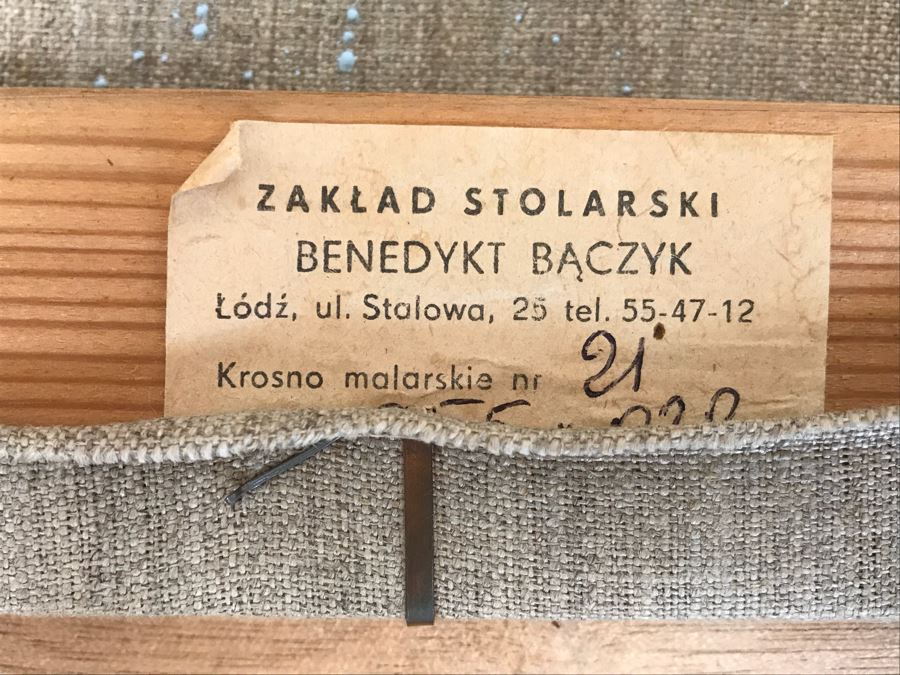 ZAKŁAD STOLARSKI
BENEDYKT BĄCZYK
Łódź, ul. Stalowa, 25 tel. 55-47-12
Krosno malarskie nr 21